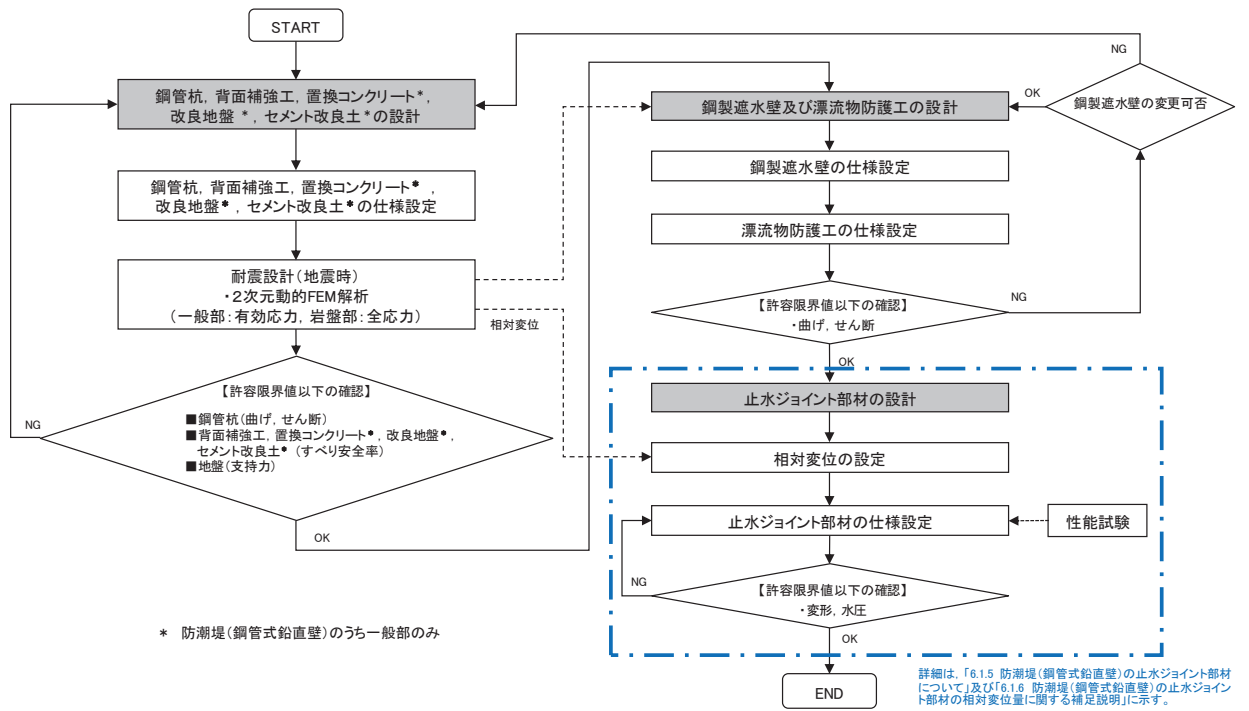 START
鋼管杭, 背面補強工, 置換コンクリート*,
改良地盤 *, セメント改良土*の設計
鋼管杭, 背面補強工, 置換コンクリート* ,
改良地盤* , セメント改良土*の仕様設定
耐震設計(地震時)
・2次元動的FEM解析
(一般部:有効応力, 岩盤部:全応力)
相対変位
【許容限界値以下の確認】
■鋼管杭(曲げ, せん断)
■背面補強工, 置換コンクリート*, 改良地盤*,
セメント改良土* (すべり安全率)
■地盤(支持力)
NG
OK
* 防潮堤(鋼管式鉛直壁)のうち一般部のみ
NG
鋼製遮水壁の変更可否
OK
鋼製遮水壁及び漂流物防護工の設計
鋼製遮水壁の仕様設定
漂流物防護工の仕様設定
【許容限界値以下の確認】
・曲げ, せん断
NG
OK
止水ジョイント部材の設計
相対変位の設定
止水ジョイント部材の仕様設定
性能試験
【許容限界値以下の確認】
・変形, 水圧
NG
OK
END
詳細は,「6.1.5 防潮堤(鋼管式鉛直壁)の止水ジョイント部材
について」及び「6.1.6 防潮堤(鋼管式鉛直壁)の止水ジョイン
ト部材の相対変位量に関する補足説明」に示す。